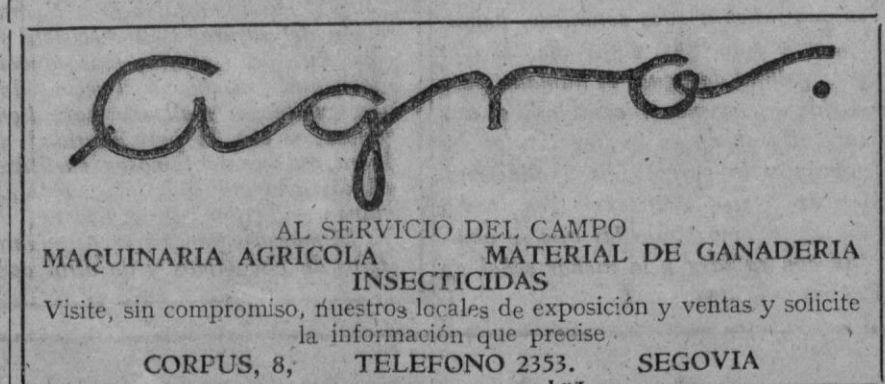 agro.
AL SERVICIO DEL CAMPO
MAQUINARIA AGRICOLA MATERIAL DE GANADERIA
INSECTICIDAS
Visite, sin compromiso, nuestros locales de exposición y ventas y solicite
la información que precise
CORPUS, 8, TELEFONO 2353. SEGOVIA